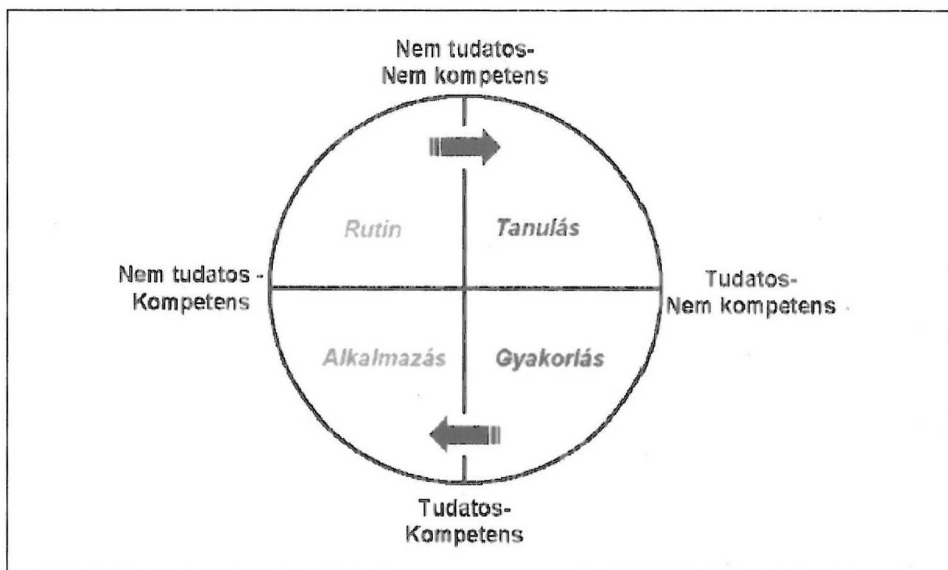 Nem tudatos-
Nem kompetens
Rutin
Tanulás
Nem tudatos -
Kompetens
Tudatos-
Nem kompetens
Alkalmazás
Gyakorlás
Tudatos-
Kompetens